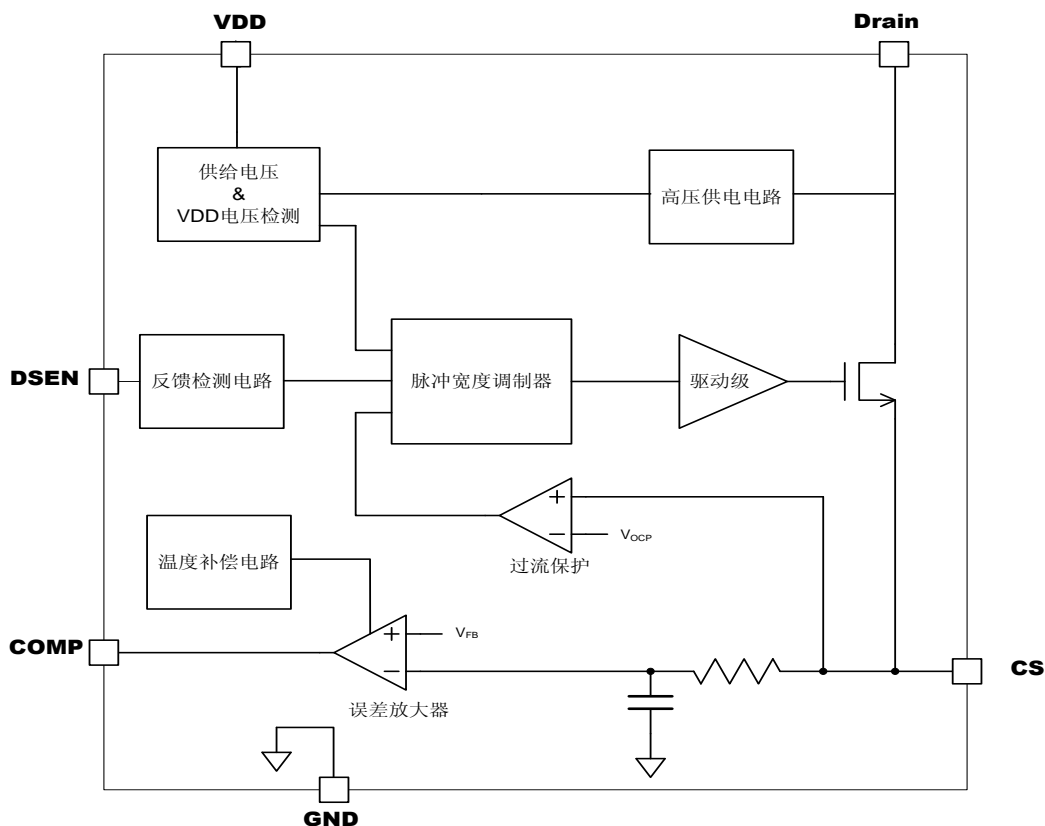 VDD
Drain
供给电压
&
VDD电压检测
高压供电电路
DSEN
反馈检测电路
脉冲宽度调制器
驱动级
+
−
VOCP
过流保护
温度补偿电路
COMP
+
−
VFB
误差放大器
CS
GND